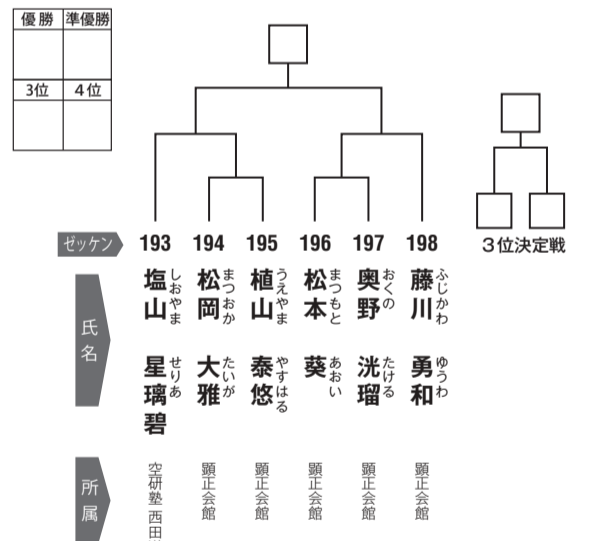 優勝 準優勝
3位 4位
3位決定戦
ゼッケン 193 194 195 196 197 198
氏名
塩山 星璃碧
しおやま せりあ
松岡 大雅
まつおか たいが
植山 泰悠
うえやま やすはる
松本 葵
まつもと あおい
奥野 洸瑠
おくの たける
藤川 勇和
ふじかわ ゆうわ
所属
空研塾 西田
顕正会館
顕正会館
顕正会館
顕正会館
顕正会館